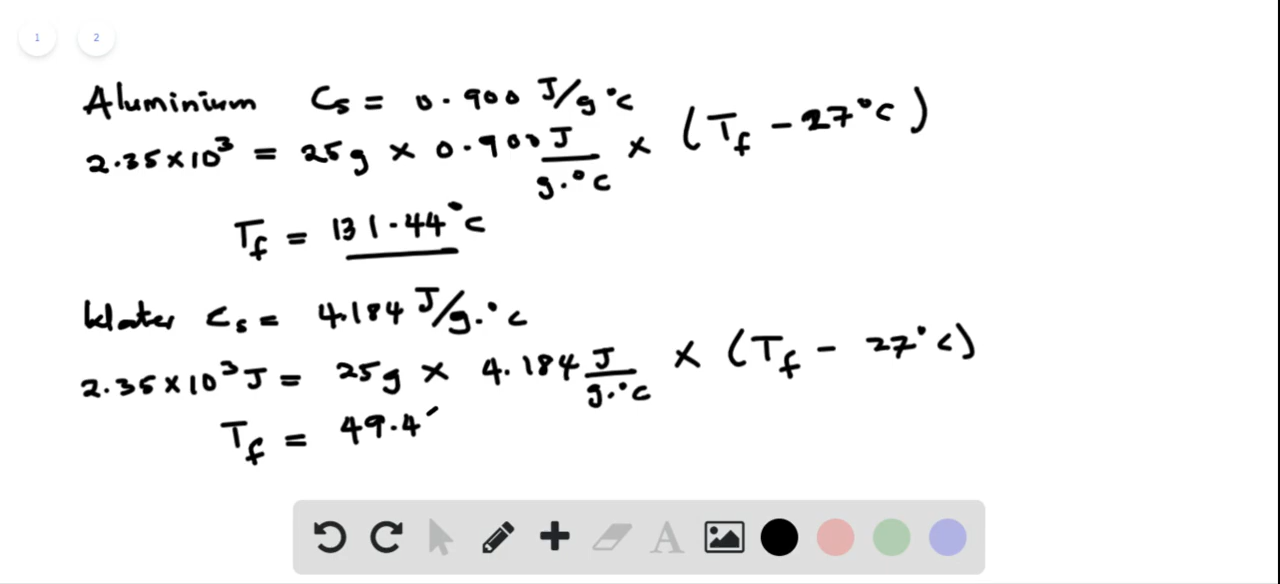 1 2
Aluminium Cs = 0.900 J/g°C
2.35×10³ = 25g × 0.900 J/g.°C × (Tf - 27°C)
Tf = 131.44°C
Water Cs = 4.184 J/g.°C
2.35×10³J = 25g × 4.184 J/g.°C × (Tf - 27°C)
Tf = 49.4
A